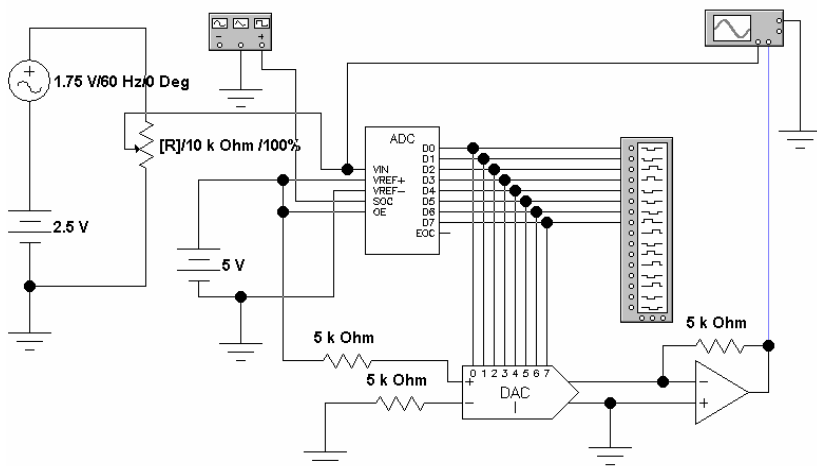 − +
1.75 V/60 Hz/0 Deg
[R]/10 k Ohm /100%
ADC
VIN
VREF+
VREF−
SOC
OE
D0
D1
D2
D3
D4
D5
D6
D7
EOC
2.5 V
5 V
5 k Ohm
5 k Ohm
5 k Ohm
0 1 2 3 4 5 6 7
+
−
DAC
I
−
+